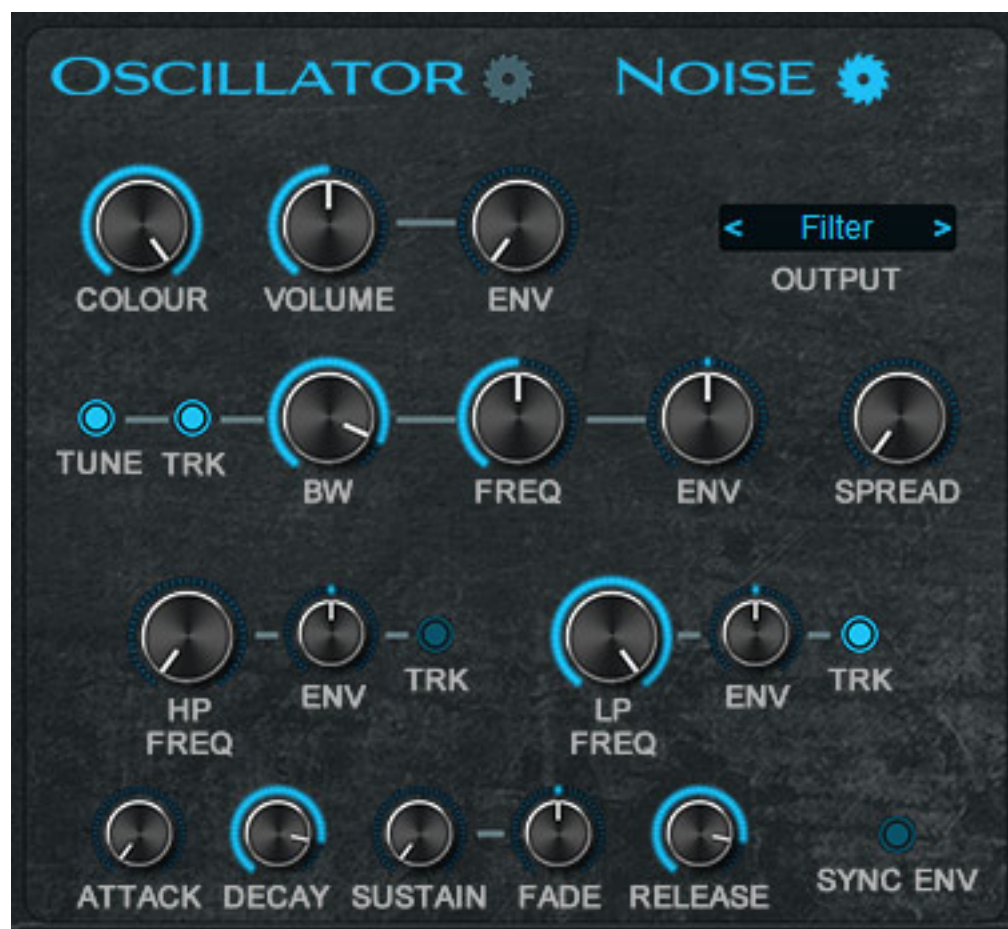 OSCILLATOR NOISE
COLOUR VOLUME ENV
< Filter >
OUTPUT
TUNE TRK BW FREQ ENV SPREAD
HP
FREQ ENV TRK
LP
FREQ ENV TRK
ATTACK DECAY SUSTAIN FADE RELEASE SYNC ENV